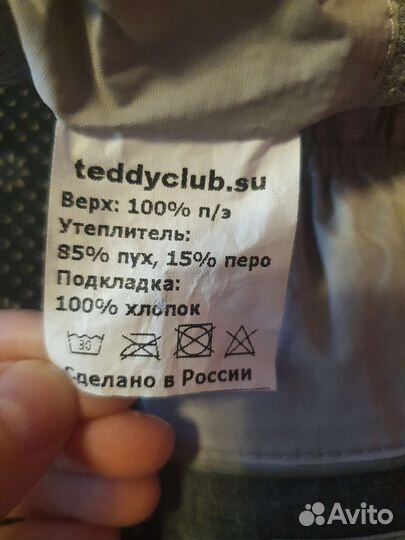 teddyclub.su
Верх: 100% п/э
Утеплитель:
85% пух, 15% перо
Подкладка:
100% хлопок
30
Сделано в России
Avito